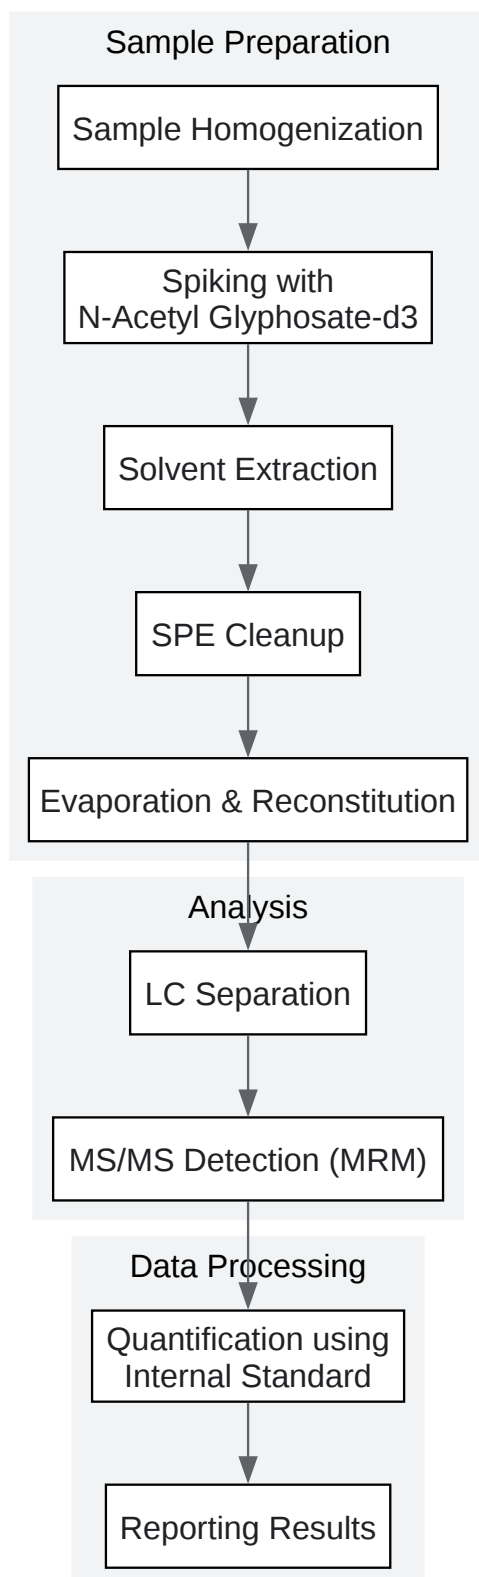 Sample Preparation
Sample Homogenization
Spiking with
N-Acetyl Glyphosate-d3
Solvent Extraction
SPE Cleanup
Evaporation & Reconstitution
Analysis
LC Separation
MS/MS Detection (MRM)
Data Processing
Quantification using
Internal Standard
Reporting Results